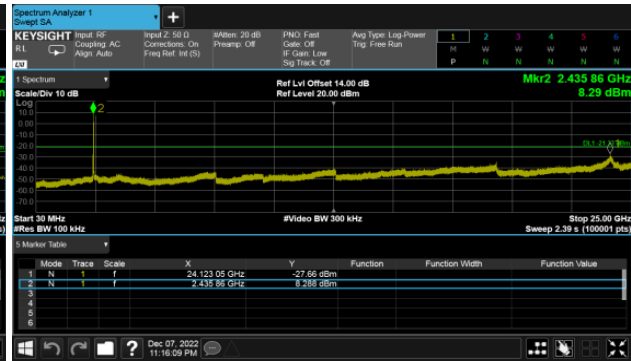 Spectrum Analyzer 1
Swept SA
+
KEYSIGHT Input: RF Input Z: 50 Ω #Atten: 20 dB PNO: Fast Avg Type: Log-Power 1 2 3 4 5 6
R L Coupling: AC Corrections: On Preamp: Off Gate: Off Trig: Free Run M W W W W W
Align: Auto Freq Ref: Int (S) IF Gain: Low P N N N N N
LXI Sig Track: Off
1 Spectrum Ref Lvl Offset 14.00 dB Mkr2 2.435 86 GHz
Scale/Div 10 dB Ref Level 20.00 dBm 8.29 dBm
Log
10.0
2
0.00
-10.0
-20.0
-30.0
-40.0
-50.0
-60.0
-70.0
Start 30 MHz #Video BW 300 kHz Stop 25.00 GHz
#Res BW 100 kHz Sweep 2.39 s (100001 pts)
5 Marker Table
Mode Trace Scale X Y Function Function Width Function Value
1 N 1 f 24.123 05 GHz -27.66 dBm
2 N 1 f 2.435 86 GHz 8.288 dBm
3
4
5
6
? Dec 07, 2022
11:16:09 PM